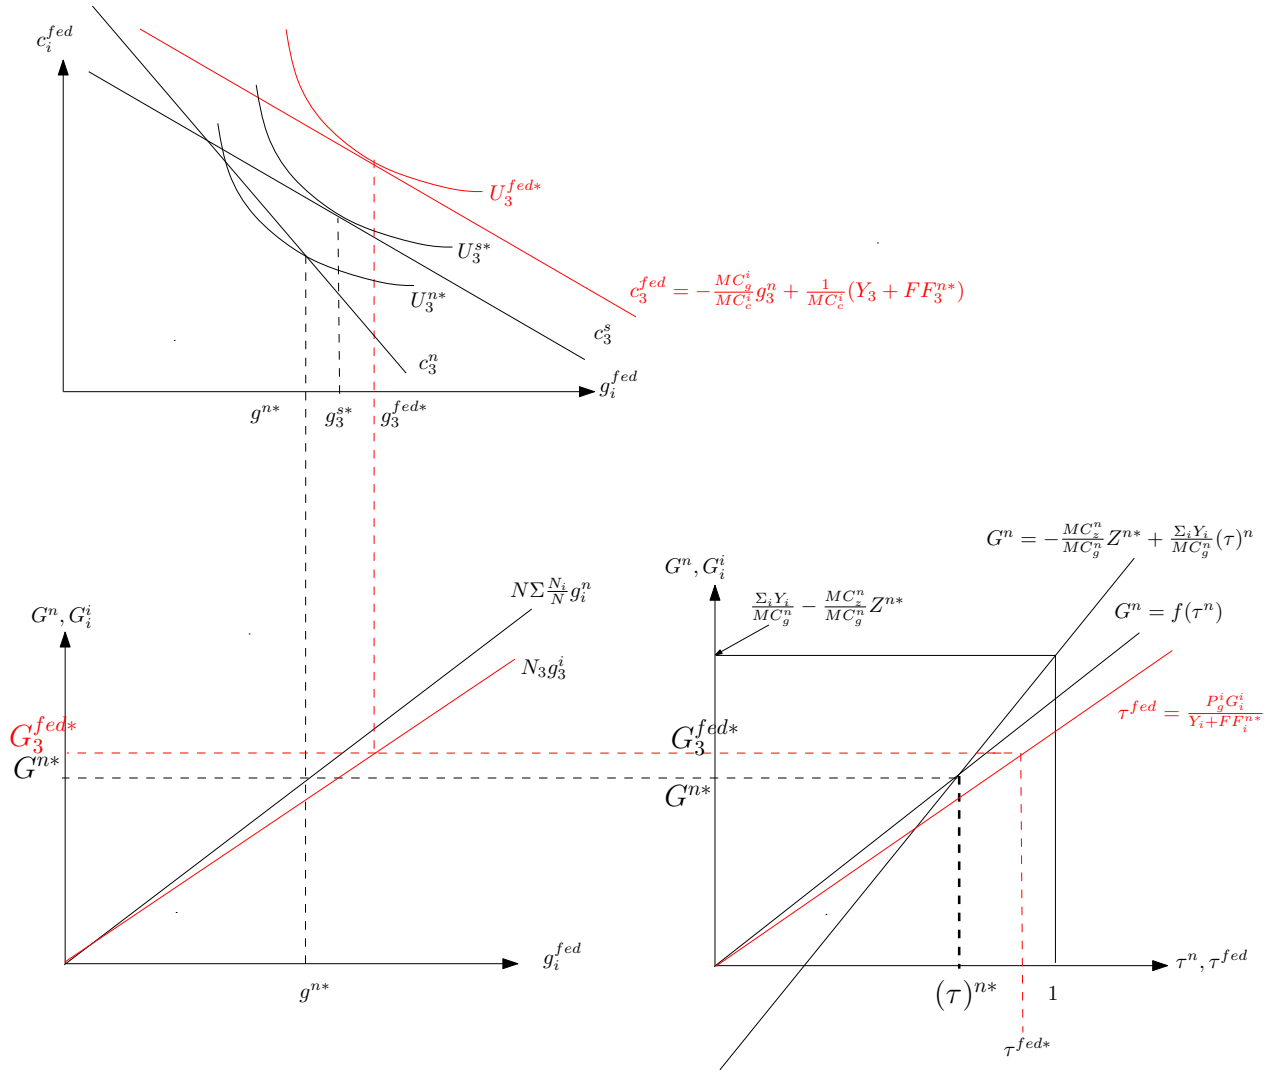 $c_i^{fed}$
$U_3^{fed*}$
$U_3^{s*}$
$U_3^{n*}$
$c_3^{fed} = -\frac{MC_g^i}{MC_c^i} g_3^n + \frac{1}{MC_c^i}(Y_3 + FF_3^{n*})$
$c_3^s$
$c_3^n$
$g_i^{fed}$
$g^{n*}$ $g_3^{s*}$ $g_3^{fed*}$
$G^n = -\frac{MC_z^n}{MC_g^n} Z^{n*} + \frac{\Sigma_i Y_i}{MC_g^n}(\tau)^n$
$G^n, G_i^i$
$\frac{\Sigma_i Y_i}{MC_g^n} - \frac{MC_z^n}{MC_g^n} Z^{n*}$
$G^n = f(\tau^n)$
$N\Sigma\frac{N_i}{N} g_i^n$
$G^n, G_i^i$
$N_3 g_3^i$
$\tau^{fed} = \frac{P_g^i G_i^i}{Y_i + FF_i^{n*}}$
$G_3^{fed*}$
$G^{n*}$
$G_3^{fed*}$
$G^{n*}$
$g_i^{fed}$
$g^{n*}$
$\tau^n, \tau^{fed}$
$(\tau)^{n*}$ 1
$\tau^{fed*}$